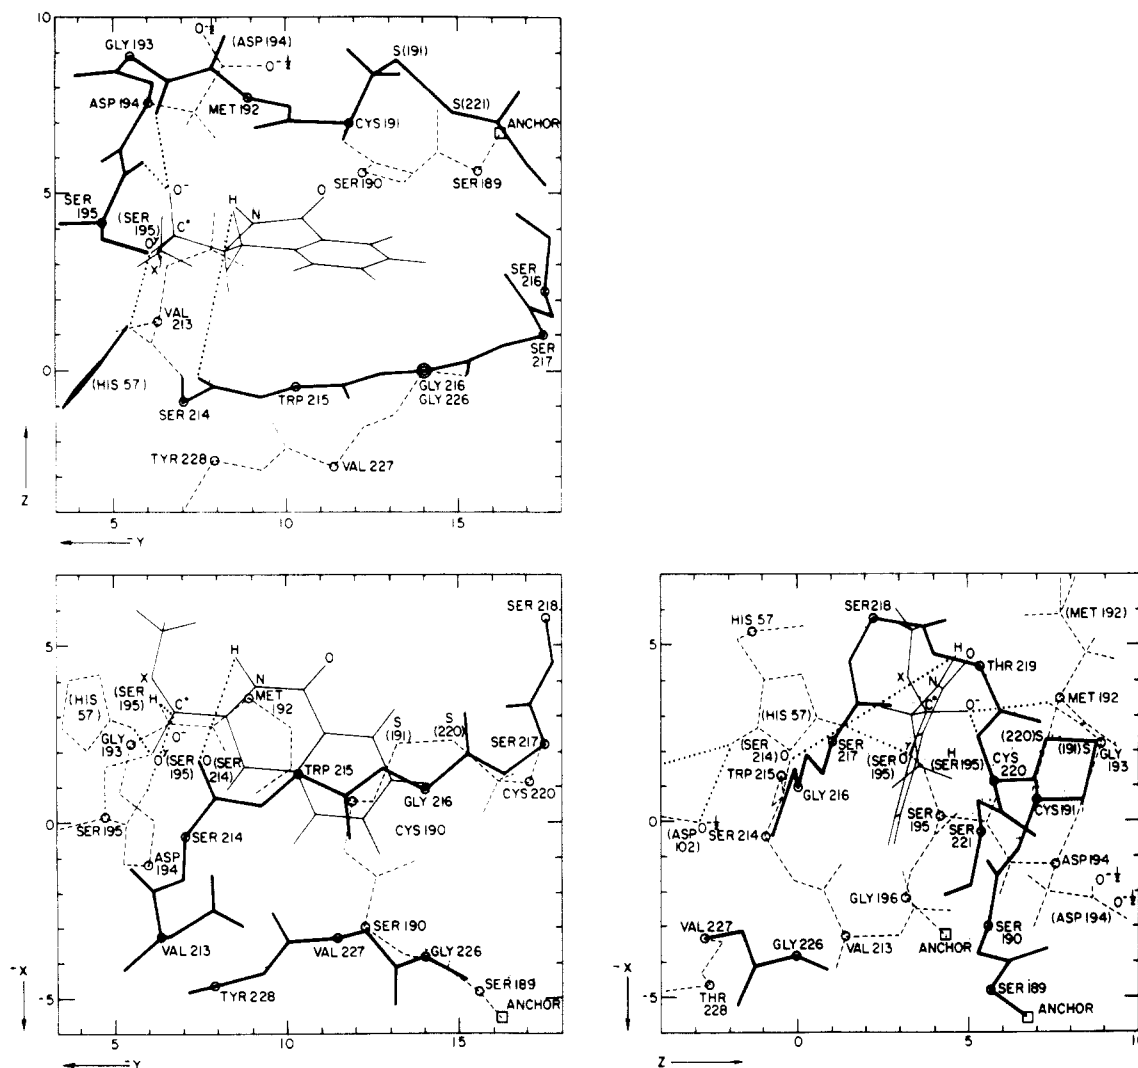 10
GLY 193
O-½
(ASP 194)
S(191)
ASP 194
MET 192
CYS 191
S(221)
ANCHOR
SER 190
SER 189
5
SER
195
(SER
195)
O-
H
N
O
C*
Oγ
X
VAL
213
SER
216
(HIS 57)
SER
217
0
SER 214
TRP 215
GLY 216
GLY 226
TYR 228
VAL 227
Z
5
10
15
-Y
SER 218
5
H
N
O
X
MET
192
(HIS
57)
H
(SER
195)
C*
O-
GLY
193
S
(191)
S
(220)
SER 217
Oγ
(SER
195)
O
(SER
214)
TRP 215
GLY 216
CYS 220
CYS 190
0
SER 195
SER 214
ASP
194
VAL 213
SER 190
VAL
227
GLY
226
TYR 228
SER 189
ANCHOR
-5
-X
5
10
15
-Y
SER 218
(MET 192)
HIS 57
5
H
O
THR 219
X
N
MET 192
C*
O-
(HIS 57)
(220)S
(191)S
GLY
193
(SER
214)
O
SER
217
Oγ
(SER
195)
H
(SER 195)
CYS
220
TRP 215
GLY 216
CYS 191
0
(ASP
102)
O-½
SER 214
SER
195
SER
221
ASP 194
O-½
O-½
(ASP 194)
GLY 196
VAL
227
GLY 226
VAL 213
ANCHOR
SER
190
THR
228
SER 189
ANCHOR
-5
-X
0
5
10
Z